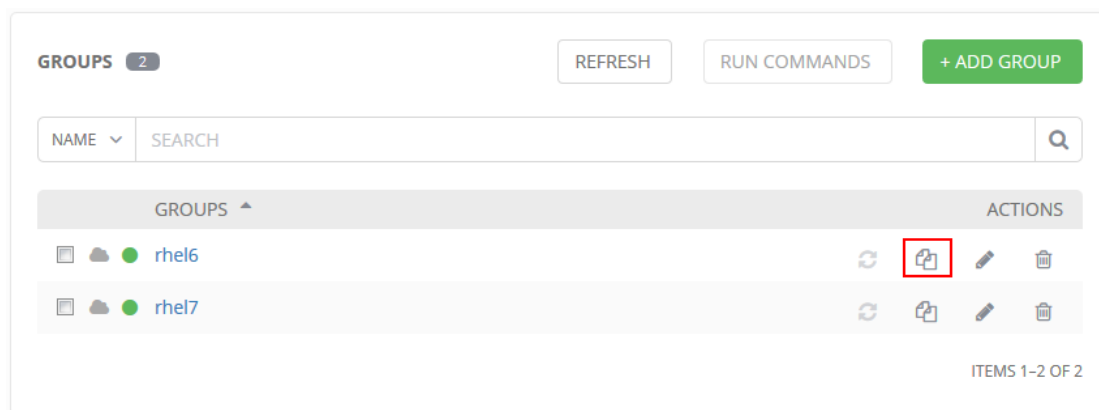 GROUPS 2 REFRESH RUN COMMANDS + ADD GROUP
NAME SEARCH
GROUPS ACTIONS
rhel6
rhel7
ITEMS 1–2 OF 2